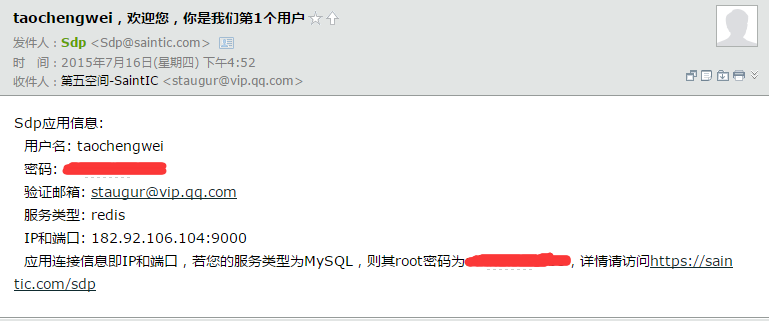 taochengwei，欢迎您，你是我们第1个用户
发件人：Sdp <Sdp@saintic.com>
时　间：2015年7月16日(星期四) 下午4:52
收件人：第五空间-SaintIC <staugur@vip.qq.com>
Sdp应用信息:
用户名: taochengwei
密码:
验证邮箱: staugur@vip.qq.com
服务类型: redis
IP和端口: 182.92.106.104:9000
应用连接信息即IP和端口，若您的服务类型为MySQL，则其root密码为，详情请访问https://sain
tic.com/sdp